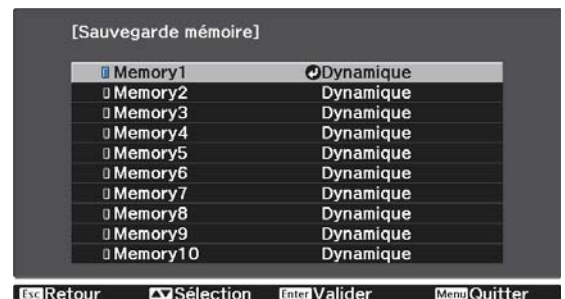 [Sauvegarde mémoire]
Memory1 Dynamique
Memory2 Dynamique
Memory3 Dynamique
Memory4 Dynamique
Memory5 Dynamique
Memory6 Dynamique
Memory7 Dynamique
Memory8 Dynamique
Memory9 Dynamique
Memory10 Dynamique
Esc Retour Sélection Enter Valider Menu Quitter